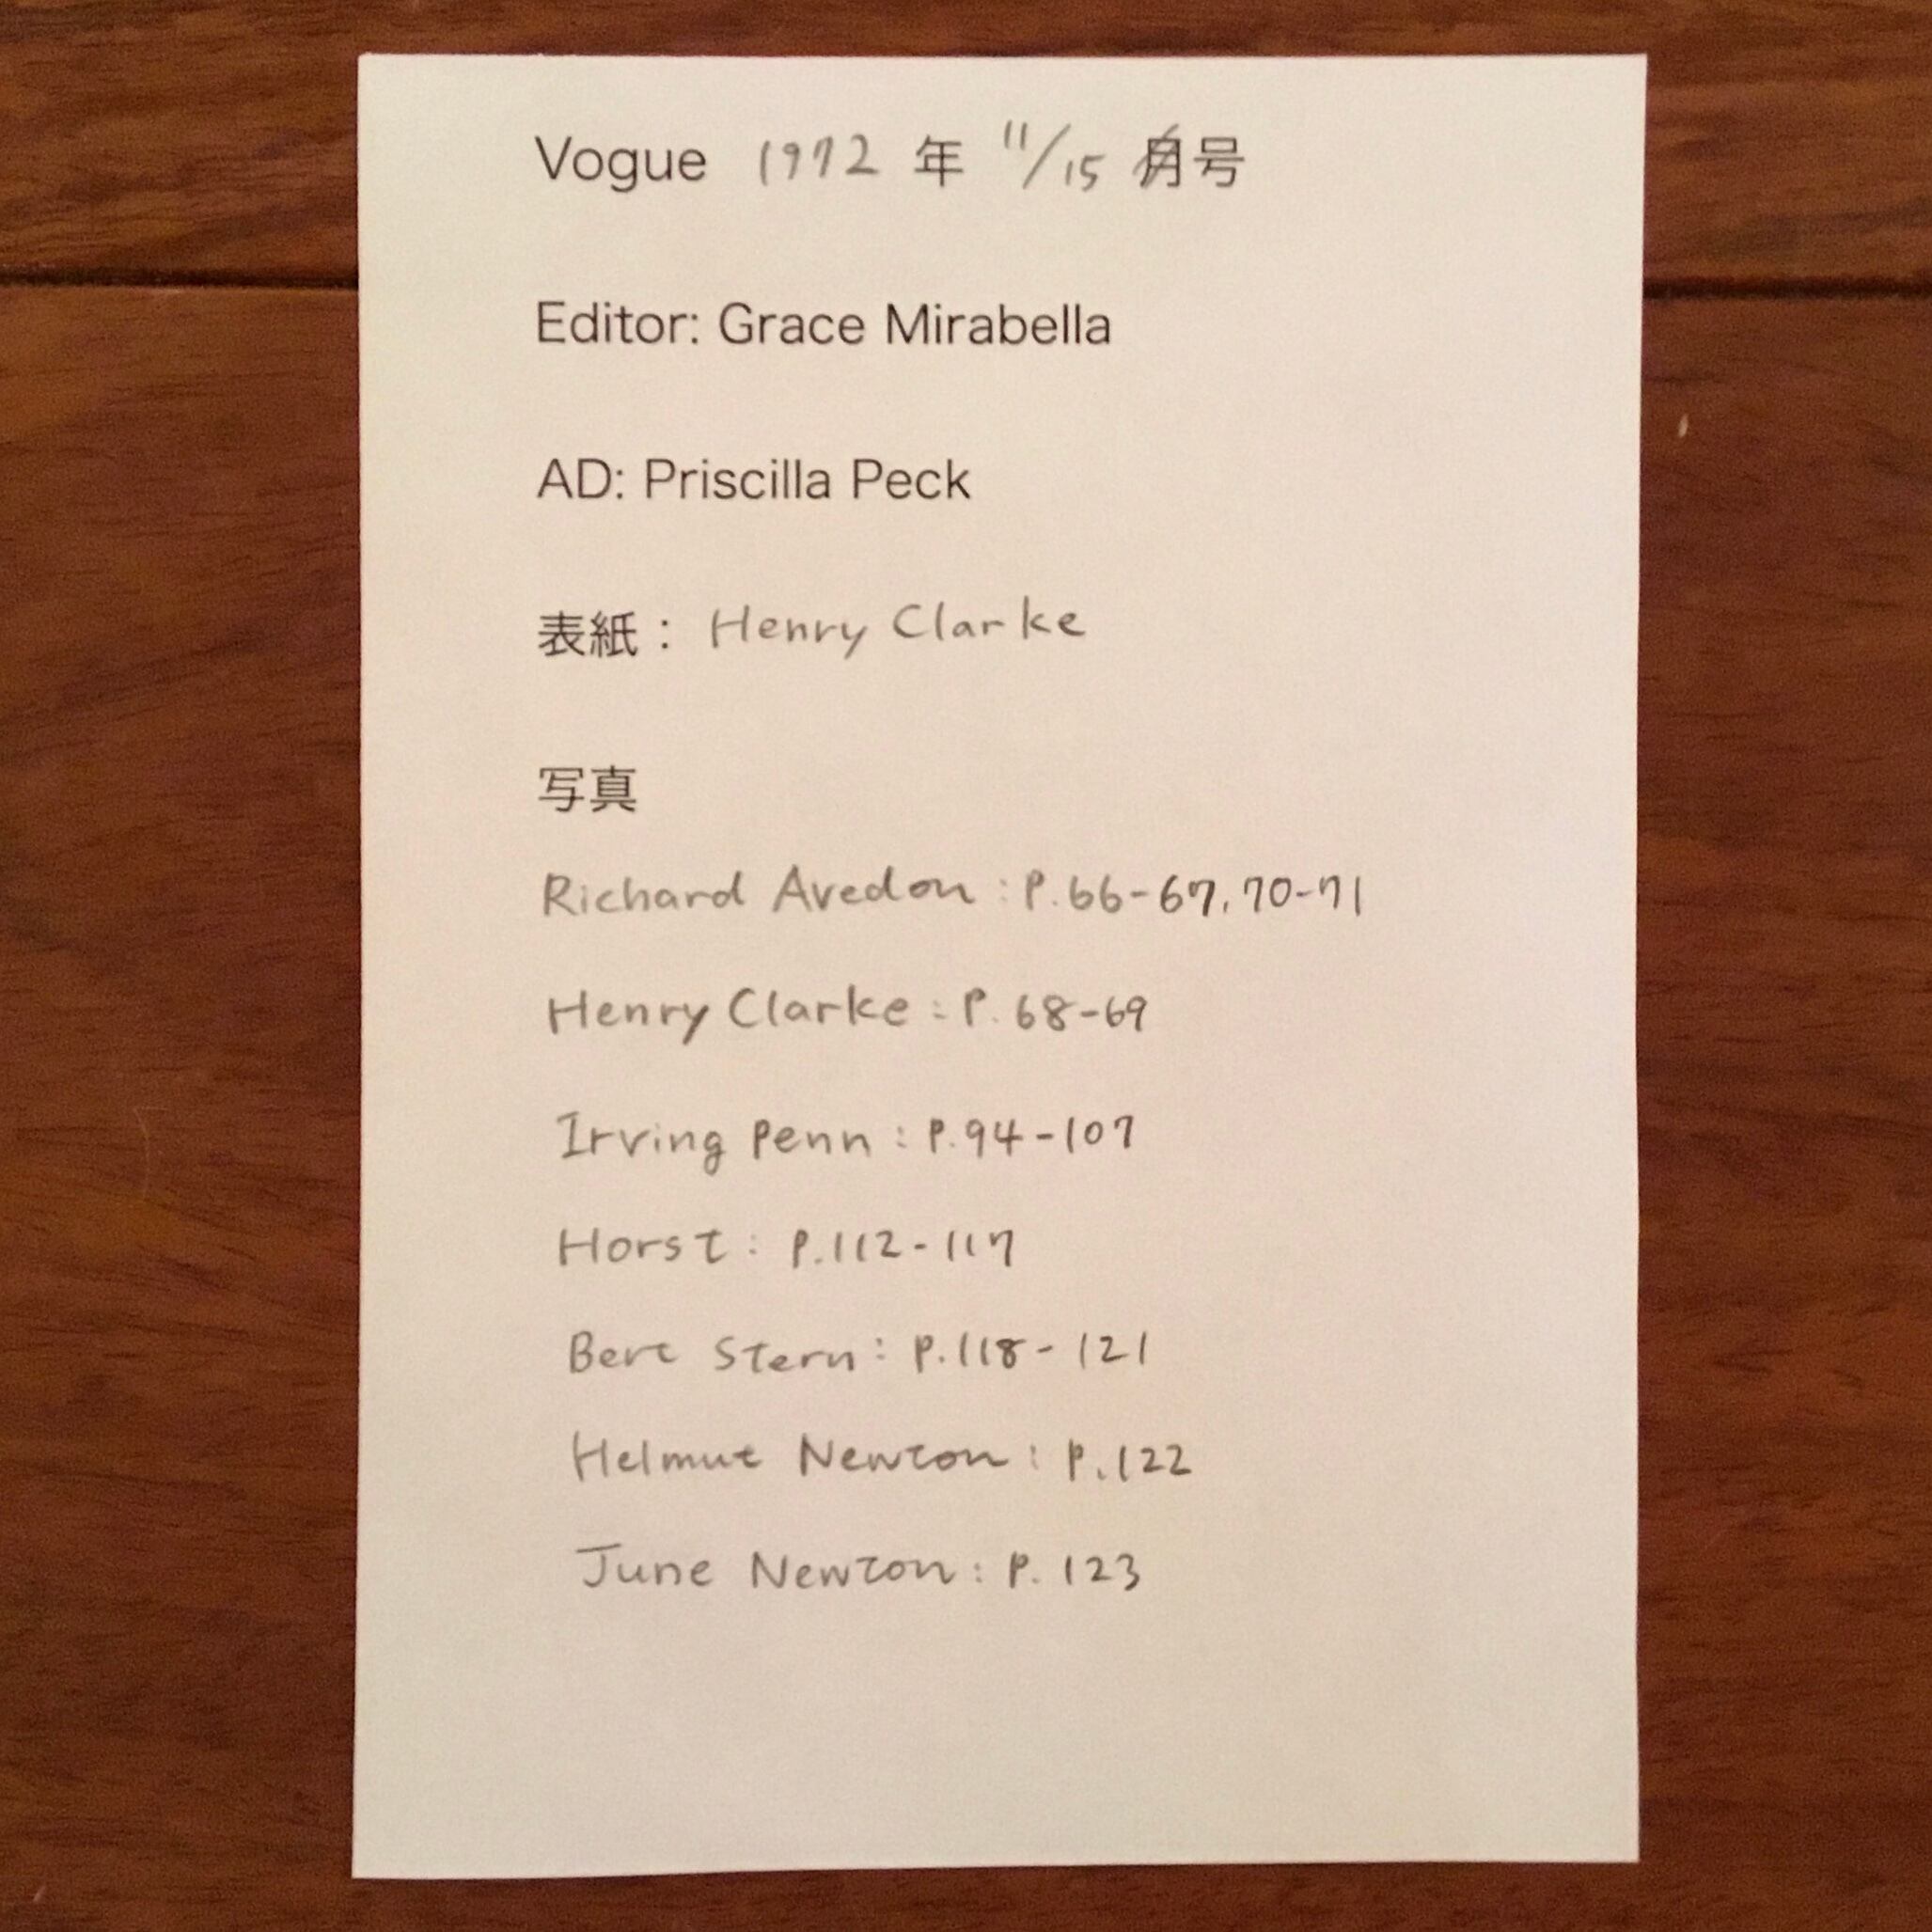 Vogue 1972 年 11/15 号
Editor: Grace Mirabella
AD: Priscilla Peck
表紙： Henry Clarke
写真
Richard Avedon : P.66-67, 70-71
Henry Clarke : P. 68-69
Irving Penn : P.94-107
Horst : P.112-117
Bert Stern : P.118-121
Helmut Newton : P.122
June Newton : P. 123